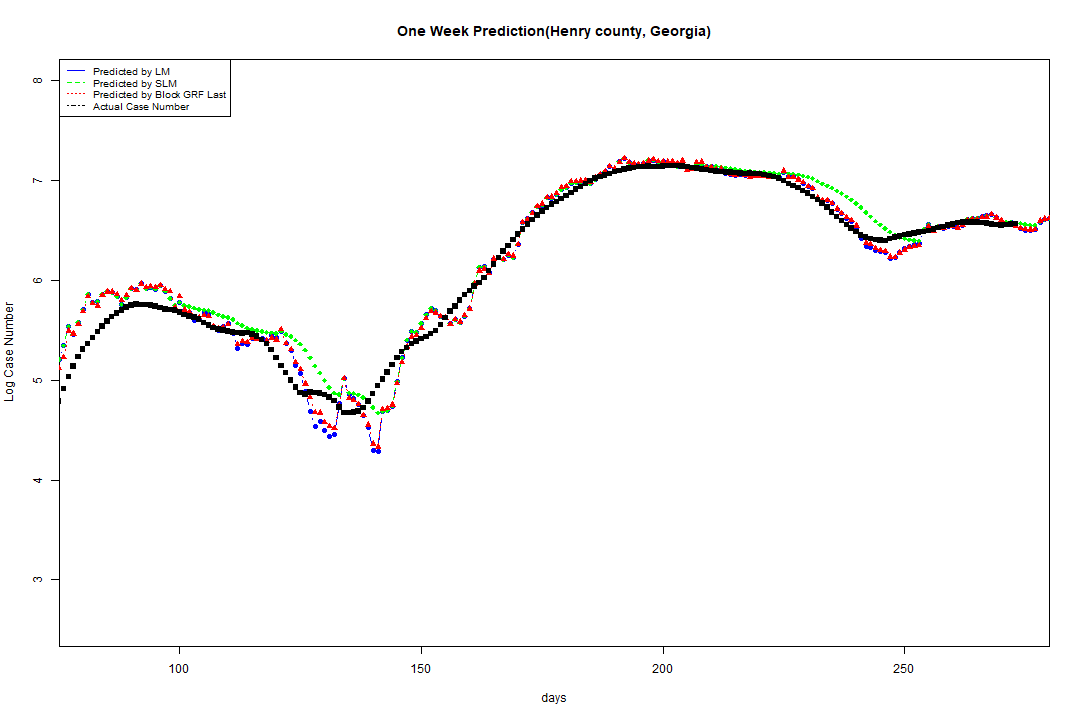 One Week Prediction(Henry county, Georgia)
Predicted by LM
Predicted by SLM
Predicted by Block GRF Last
Actual Case Number
8
7
6
5
4
3
Log Case Number
100 150 200 250
days